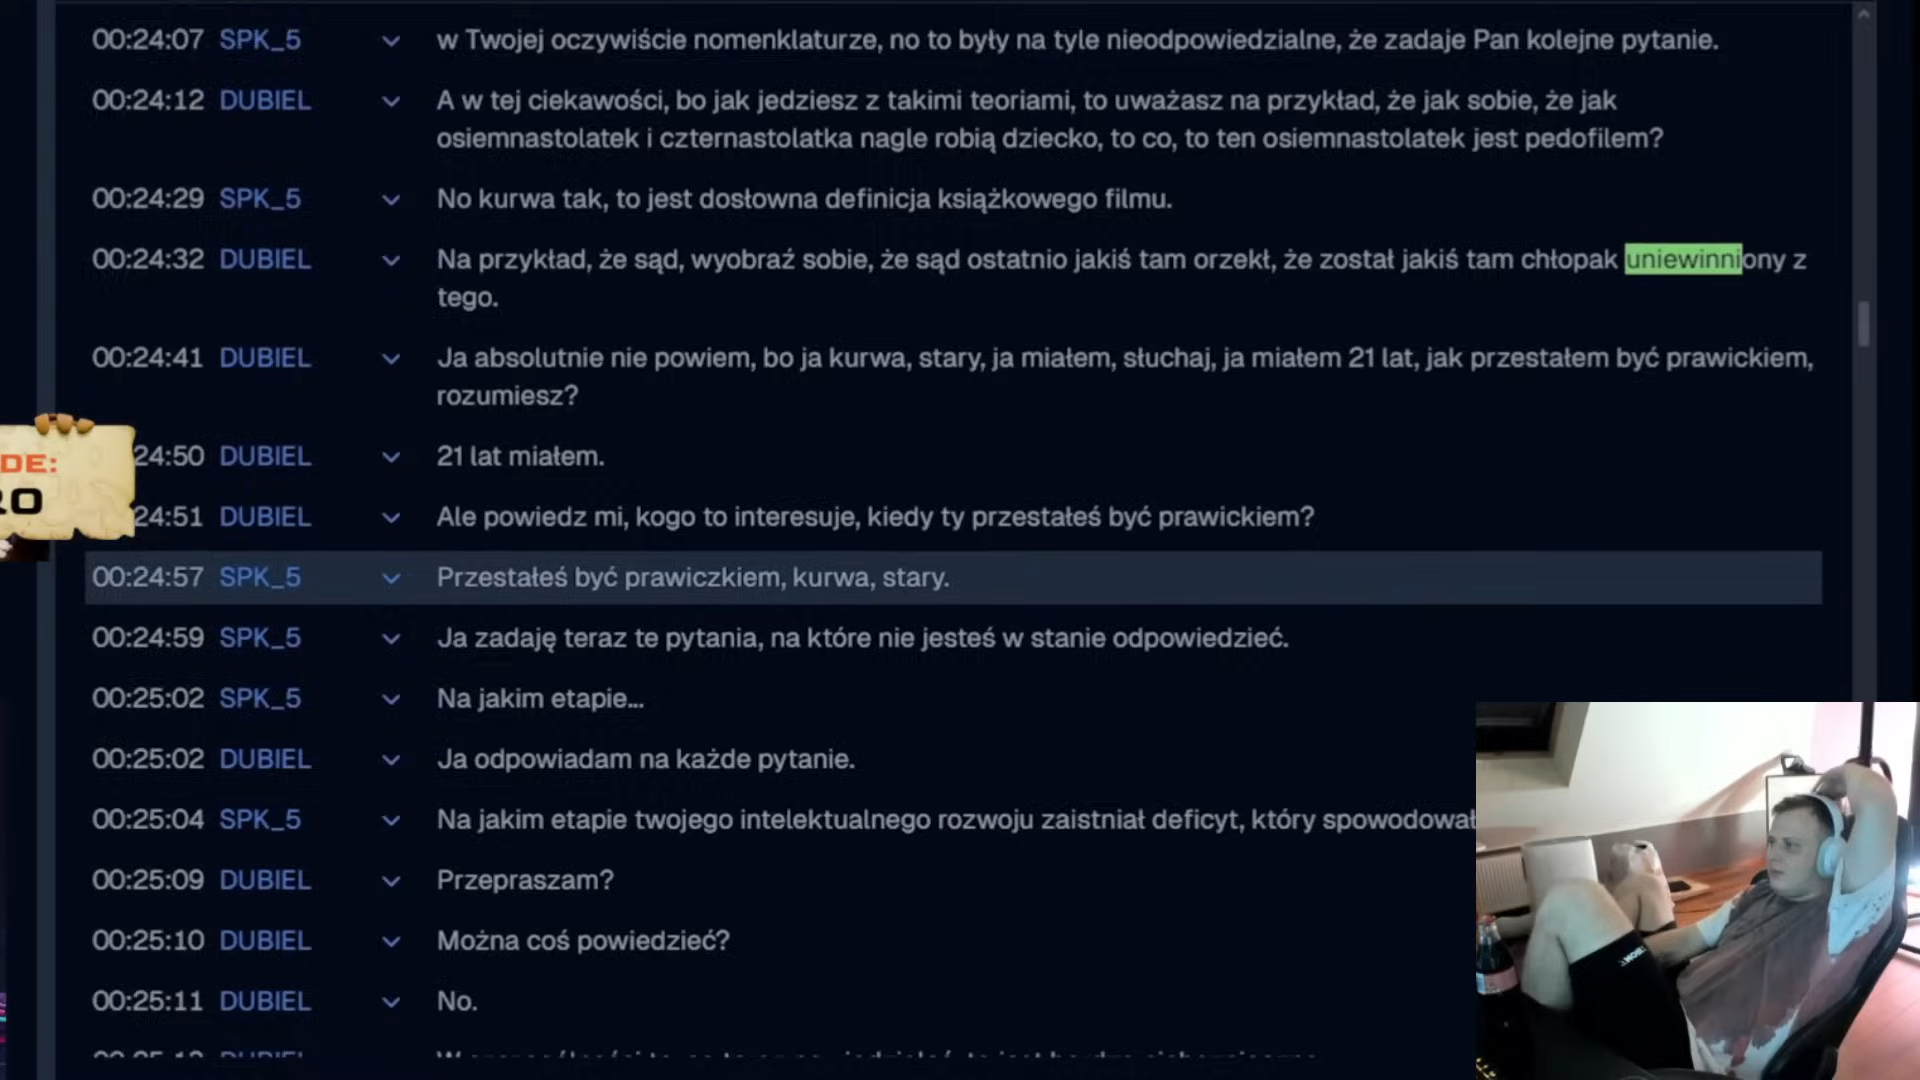 00:24:07 SPK_5 w Twojej oczywiście nomenklaturze, no to były na tyle nieodpowiedzialne, że zadaje Pan kolejne pytanie.
00:24:12 DUBIEL A w tej ciekawości, bo jak jedziesz z takimi teoriami, to uważasz na przykład, że jak sobie, że jak
osiemnastolatek i czternastolatka nagle robią dziecko, to co, to ten osiemnastolatek jest pedofilem?
00:24:29 SPK_5 No kurwa tak, to jest dosłowna definicja książkowego filmu.
00:24:32 DUBIEL Na przykład, że sąd, wyobraź sobie, że sąd ostatnio jakiś tam orzekł, że został jakiś tam chłopak uniewinniony z
tego.
00:24:41 DUBIEL Ja absolutnie nie powiem, bo ja kurwa, stary, ja miałem, słuchaj, ja miałem 21 lat, jak przestałem być prawickiem,
rozumiesz?
24:50 DUBIEL 21 lat miałem.
DE:
RO
24:51 DUBIEL Ale powiedz mi, kogo to interesuje, kiedy ty przestałeś być prawickiem?
00:24:57 SPK_5 Przestałeś być prawiczkiem, kurwa, stary.
00:24:59 SPK_5 Ja zadaję teraz te pytania, na które nie jesteś w stanie odpowiedzieć.
00:25:02 SPK_5 Na jakim etapie...
00:25:02 DUBIEL Ja odpowiadam na każde pytanie.
00:25:04 SPK_5 Na jakim etapie twojego intelektualnego rozwoju zaistniał deficyt, który spowodował
00:25:09 DUBIEL Przepraszam?
00:25:10 DUBIEL Można coś powiedzieć?
00:25:11 DUBIEL No.